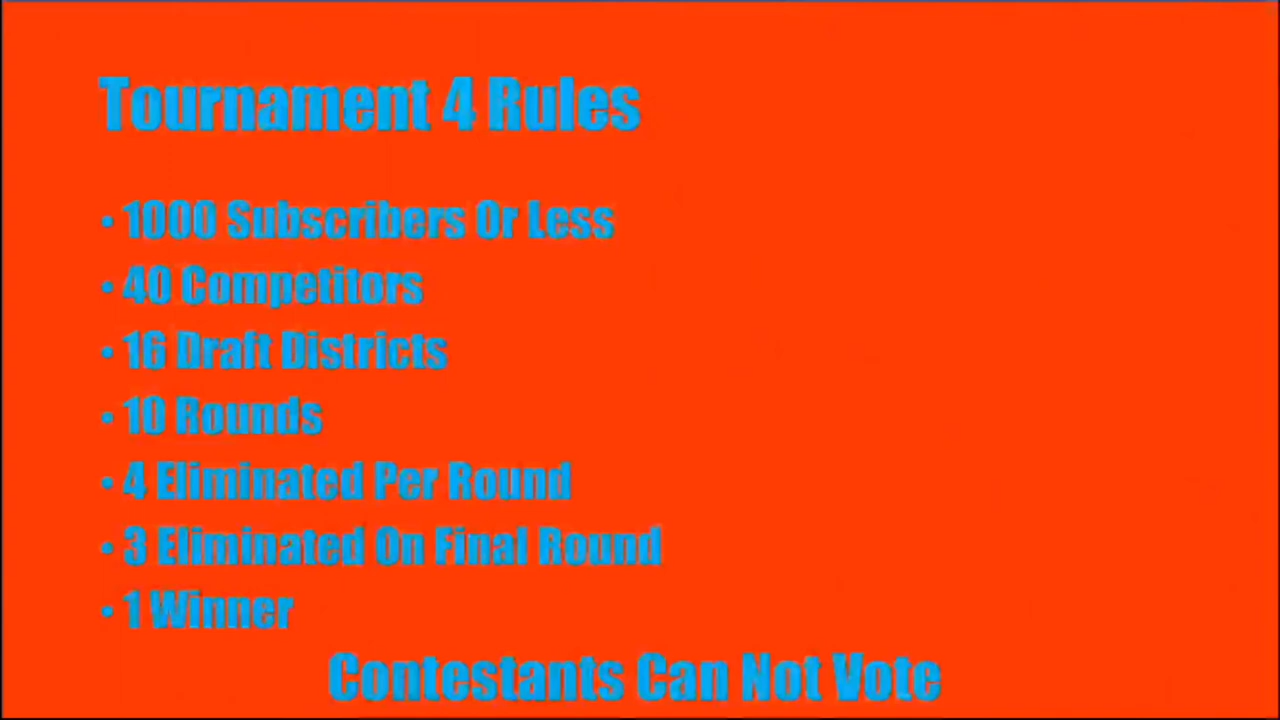 Tournament 4 Rules
• 1000 Subscribers Or Less
• 40 Competitors
• 16 Draft Districts
• 10 Rounds
• 4 Eliminated Per Round
• 3 Eliminated On Final Round
• 1 Winner
Contestants Can Not Vote